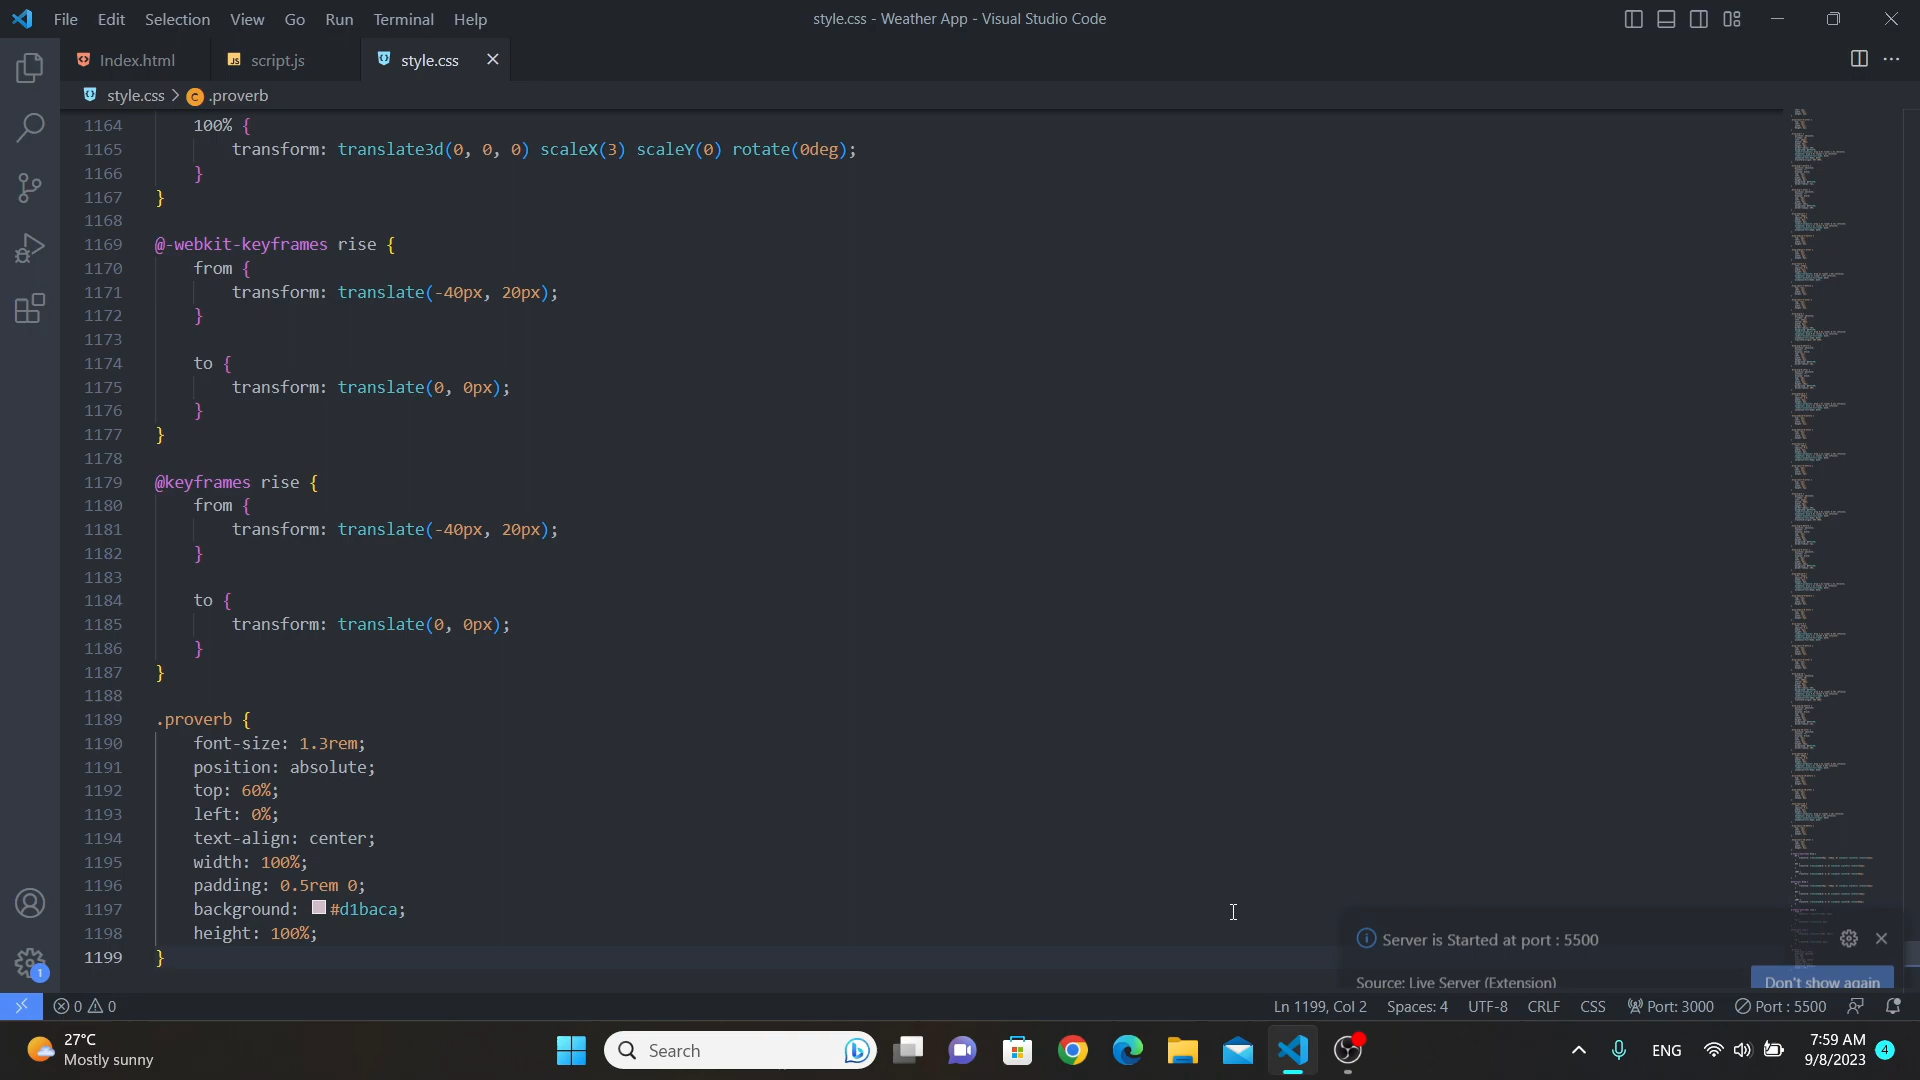 File Edit Selection View Go Run Terminal Help
style.css - Weather App - Visual Studio Code
Index.html
script.js
style.css
style.css > .proverb
1164 100% {
1165 transform: translate3d(0, 0, 0) scaleX(3) scaleY(0) rotate(0deg);
1166 }
1167 }
1168
1169 @-webkit-keyframes rise {
1170 from {
1171 transform: translate(-40px, 20px);
1172 }
1173
1174 to {
1175 transform: translate(0, 0px);
1176 }
1177 }
1178
1179 @keyframes rise {
1180 from {
1181 transform: translate(-40px, 20px);
1182 }
1183
1184 to {
1185 transform: translate(0, 0px);
1186 }
1187 }
1188
1189 .proverb {
1190 font-size: 1.3rem;
1191 position: absolute;
1192 top: 60%;
1193 left: 0%;
1194 text-align: center;
1195 width: 100%;
1196 padding: 0.5rem 0;
1197 background: #d1baca;
1198 height: 100%;
1199 }
Server is Started at port : 5500
Source: Live Server (Extension)
Don't show again
1
0 0
Ln 1199, Col 2 Spaces: 4 UTF-8 CRLF CSS Port: 3000 Port : 5500
27°C
Mostly sunny
Search
ENG
7:59 AM
9/8/2023
4